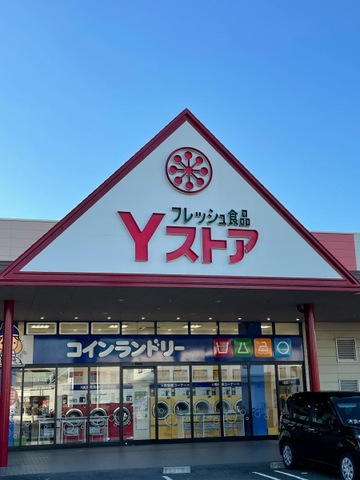 フレッシュ食品
Yストア
コインランドリー